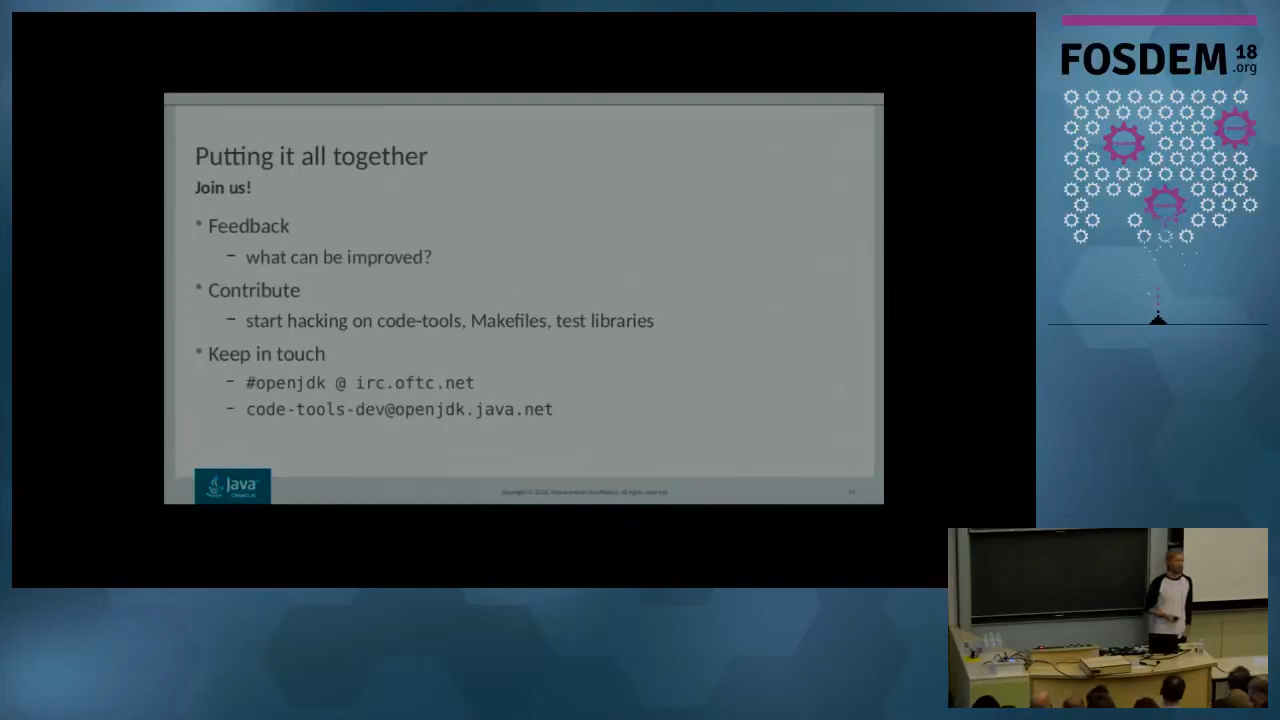 FOSDEM 18
.org
Putting it all together
Join us!
• Feedback
– what can be improved?
• Contribute
– start hacking on code-tools, Makefiles, test libraries
• Keep in touch
– #openjdk @ irc.oftc.net
– code-tools-dev@openjdk.java.net
Java
ORACLE